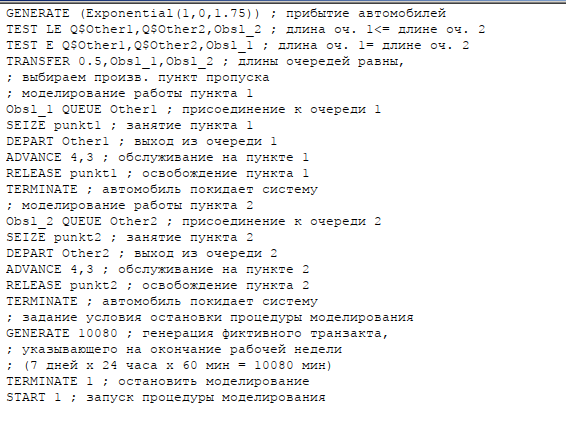 GENERATE (Exponential(1,0,1.75)) ; прибытие автомобилей
TEST LE Q$Other1,Q$Other2,Obsl_2 ; длина оч. 1<= длине оч. 2
TEST E Q$Other1,Q$Other2,Obsl_1 ; длина оч. 1= длине оч. 2
TRANSFER 0.5,Obsl_1,Obsl_2 ; длины очередей равны,
; выбираем произв. пункт пропуска
; моделирование работы пункта 1
Obsl_1 QUEUE Other1 ; присоединение к очереди 1
SEIZE punkt1 ; занятие пункта 1
DEPART Other1 ; выход из очереди 1
ADVANCE 4,3 ; обслуживание на пункте 1
RELEASE punkt1 ; освобождение пункта 1
TERMINATE ; автомобиль покидает систему
; моделирование работы пункта 2
Obsl_2 QUEUE Other2 ; присоединение к очереди 2
SEIZE punkt2 ; занятие пункта 2
DEPART Other2 ; выход из очереди 2
ADVANCE 4,3 ; обслуживание на пункте 2
RELEASE punkt2 ; освобождение пункта 2
TERMINATE ; автомобиль покидает систему
; задание условия остановки процедуры моделирования
GENERATE 10080 ; генерация фиктивного транзакта,
; указывающего на окончание рабочей недели
; (7 дней x 24 часа x 60 мин = 10080 мин)
TERMINATE 1 ; остановить моделирование
START 1 ; запуск процедуры моделирования